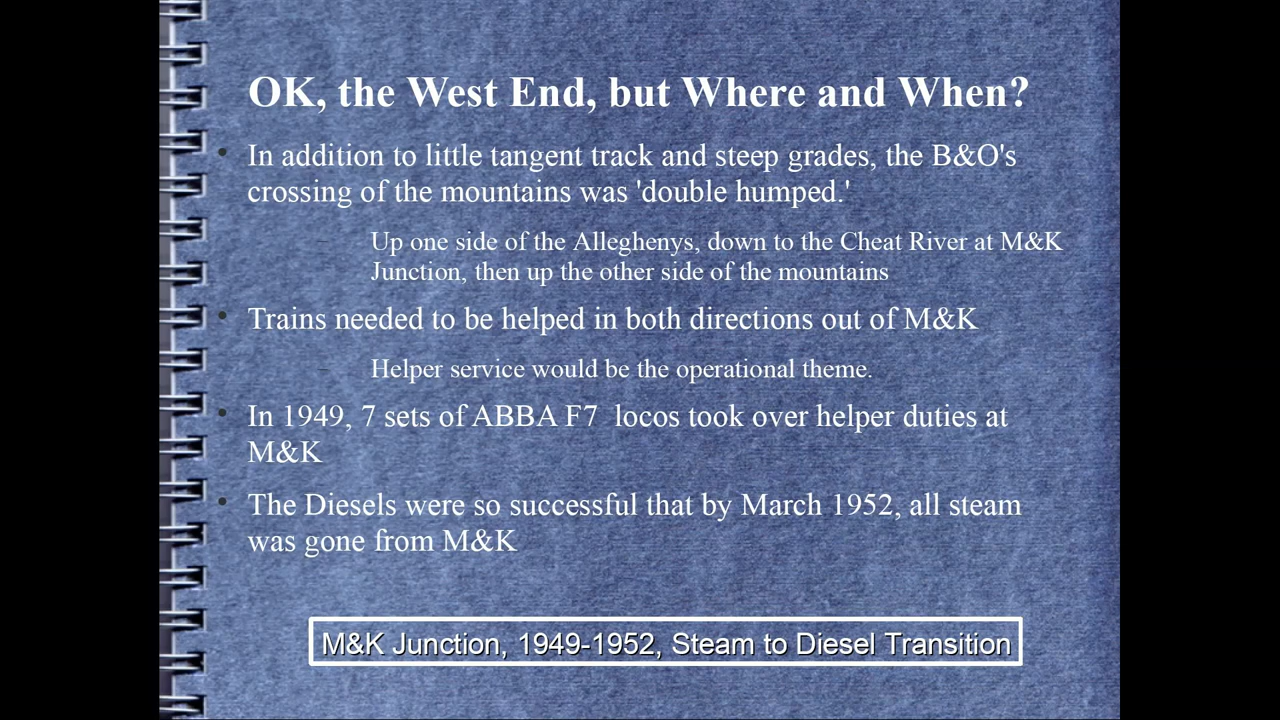 OK, the West End, but Where and When?
• In addition to little tangent track and steep grades, the B&O's
crossing of the mountains was 'double humped.'
– Up one side of the Alleghenys, down to the Cheat River at M&K
Junction, then up the other side of the mountains
• Trains needed to be helped in both directions out of M&K
– Helper service would be the operational theme.
• In 1949, 7 sets of ABBA F7  locos took over helper duties at
M&K
• The Diesels were so successful that by March 1952, all steam
was gone from M&K
M&K Junction, 1949-1952, Steam to Diesel Transition